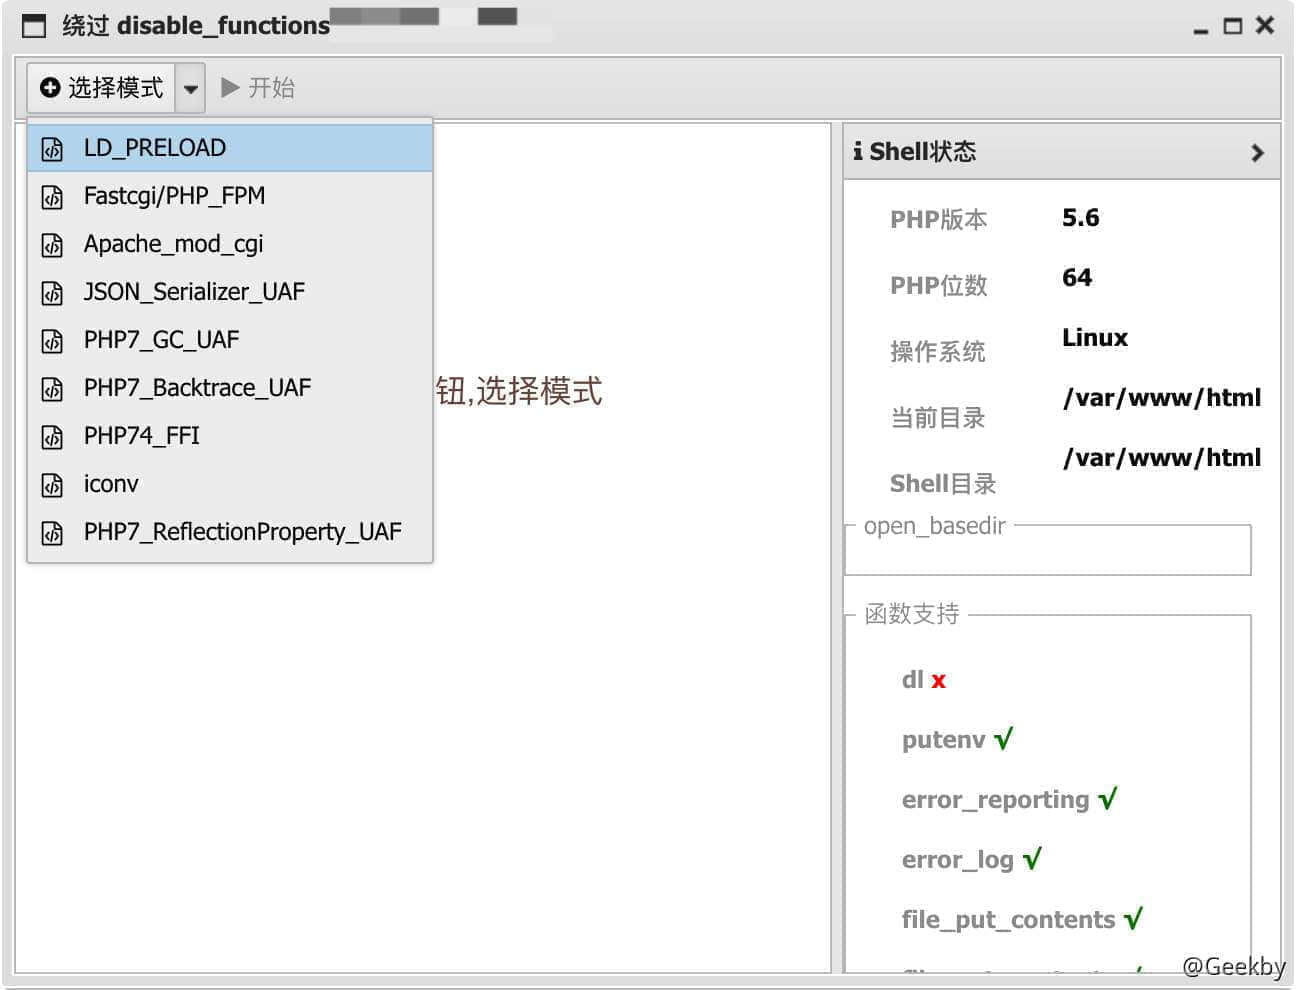 绕过 disable_functions
选择模式
开始
LD_PRELOAD
Fastcgi/PHP_FPM
Apache_mod_cgi
JSON_Serializer_UAF
PHP7_GC_UAF
PHP7_Backtrace_UAF
PHP74_FFI
iconv
PHP7_ReflectionProperty_UAF
钮,选择模式
Shell状态
PHP版本 5.6
PHP位数 64
操作系统 Linux
当前目录 /var/www/html
Shell目录 /var/www/html
open_basedir
函数支持
dl x
putenv √
error_reporting √
error_log √
file_put_contents √
@Geekby